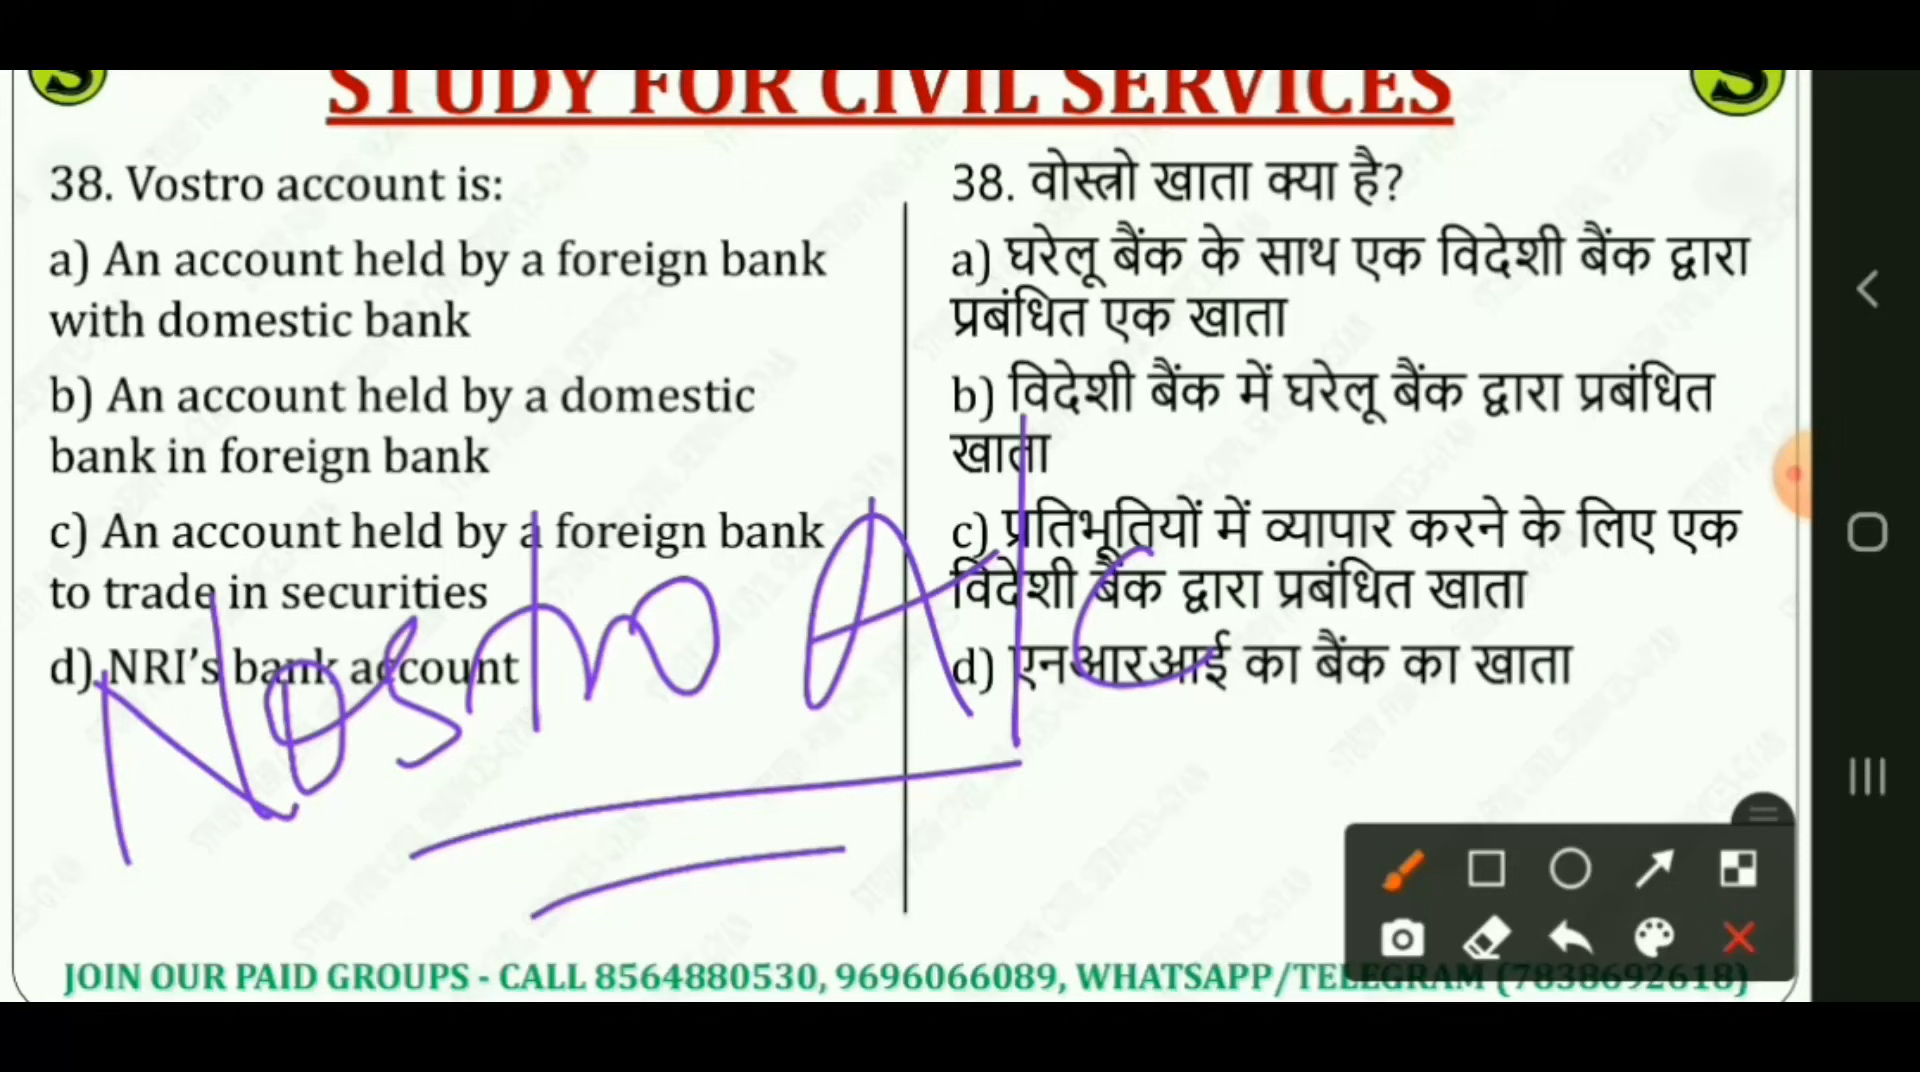 STUDY FOR CIVIL SERVICES
38. Vostro account is:
a) An account held by a foreign bank
with domestic bank
b) An account held by a domestic
bank in foreign bank
c) An account held by a foreign bank
to trade in securities
d) NRI's bank account
38. वोस्त्रो खाता क्या है?
a) घरेलू बैंक के साथ एक विदेशी बैंक द्वारा
प्रबंधित एक खाता
b) विदेशी बैंक में घरेलू बैंक द्वारा प्रबंधित
खाता
c) प्रतिभूतियों में व्यापार करने के लिए एक
विदेशी बैंक द्वारा प्रबंधित खाता
d) एनआरआई का बैंक का खाता
Nostro A/c
JOIN OUR PAID GROUPS - CALL 8564880530, 9696066089, WHATSAPP/TELEGRAM (7838692618)